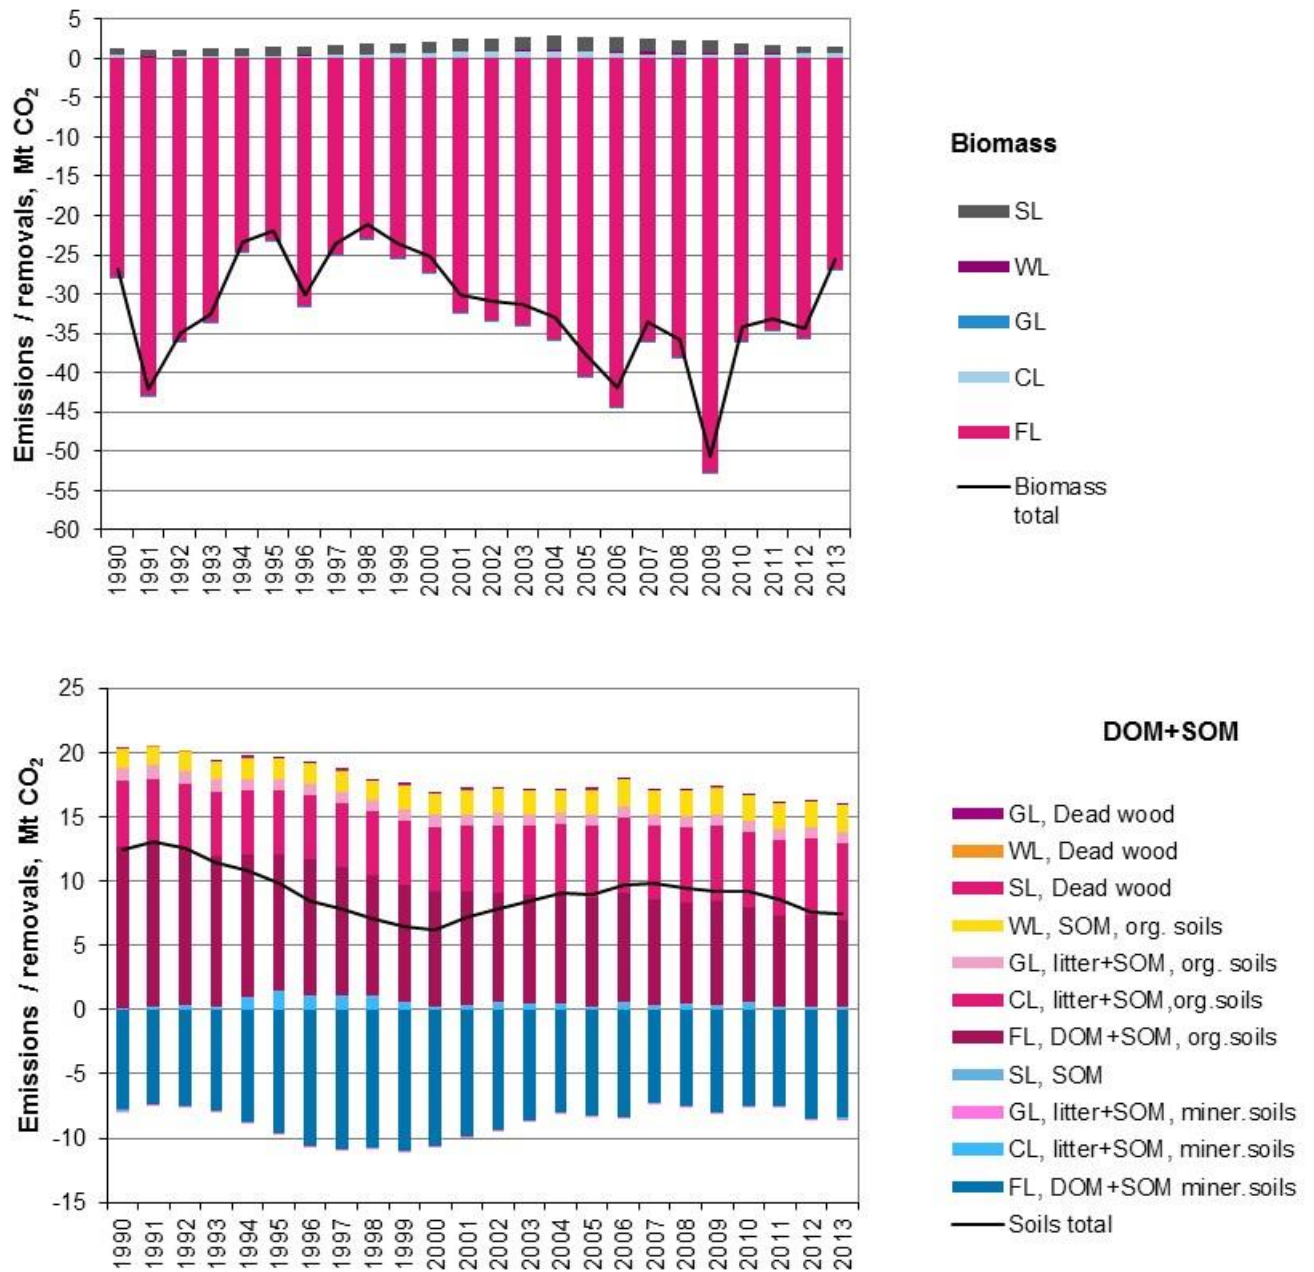 5
0
-5
-10
-15
-20
-25
-30
-35
-40
-45
-50
-55
-60
Emissions / removals, Mt CO₂
1990 1991 1992 1993 1994 1995 1996 1997 1998 1999 2000 2001 2002 2003 2004 2005 2006 2007 2008 2009 2010 2011 2012 2013
Biomass
SL
WL
GL
CL
FL
Biomass
total
25
20
15
10
5
0
-5
-10
-15
Emissions / removals, Mt CO₂
1990 1991 1992 1993 1994 1995 1996 1997 1998 1999 2000 2001 2002 2003 2004 2005 2006 2007 2008 2009 2010 2011 2012 2013
DOM+SOM
GL, Dead wood
WL, Dead wood
SL, Dead wood
WL, SOM, org. soils
GL, litter+SOM, org. soils
CL, litter+SOM,org.soils
FL, DOM+SOM, org.soils
SL, SOM
GL, litter+SOM, miner.soils
CL, litter+SOM, miner.soils
FL, DOM+SOM miner.soils
Soils total